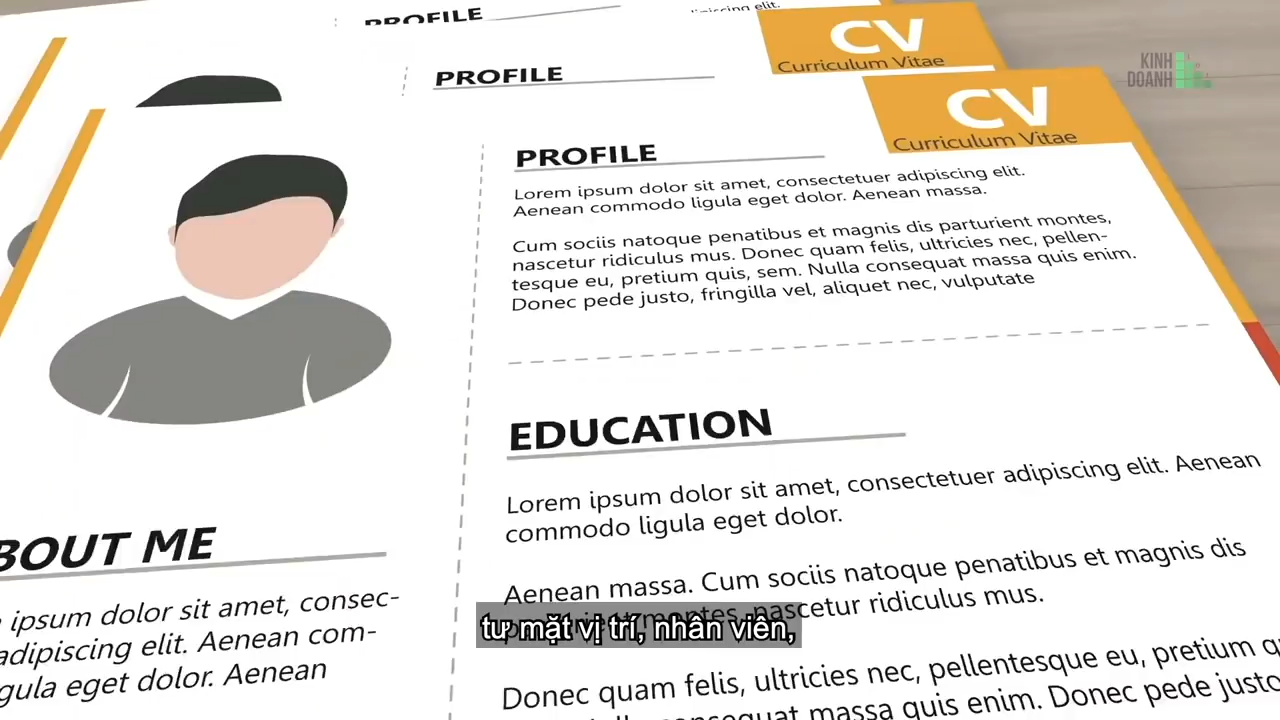 PROFILE
PROFILE
CV
Curriculum Vitae
KINH
DOANH
CV
Curriculum Vitae
PROFILE
Lorem ipsum dolor sit amet, consectetuer adipiscing elit.
Aenean commodo ligula eget dolor. Aenean massa.
Cum sociis natoque penatibus et magnis dis parturient montes,
nascetur ridiculus mus. Donec quam felis, ultricies nec, pellen-
tesque eu, pretium quis, sem. Nulla consequat massa quis enim.
Donec pede justo, fringilla vel, aliquet nec, vulputate
EDUCATION
Lorem ipsum dolor sit amet, consectetuer adipiscing elit. Aenean
commodo ligula eget dolor.
Aenean massa. Cum sociis natoque penatibus et magnis dis
montes, nascetur ridiculus mus.
Donec quam felis, ultricies nec, pellentesque eu, pretium
consequat massa quis enim. Donec pede justo
BOUT ME
ipsum dolor sit amet, consec-
adipiscing elit. Aenean com-
gula eget dolor. Aenean
tư mặt vị trí, nhân viên,